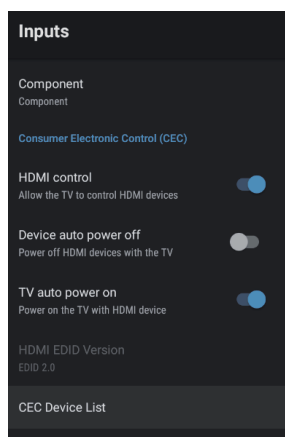 Inputs
Component
Component
Consumer Electronic Control (CEC)
HDMI control
Allow the TV to control HDMI devices
Device auto power off
Power off HDMI devices with the TV
TV auto power on
Power on the TV with HDMI device
HDMI EDID Version
EDID 2.0
CEC Device List